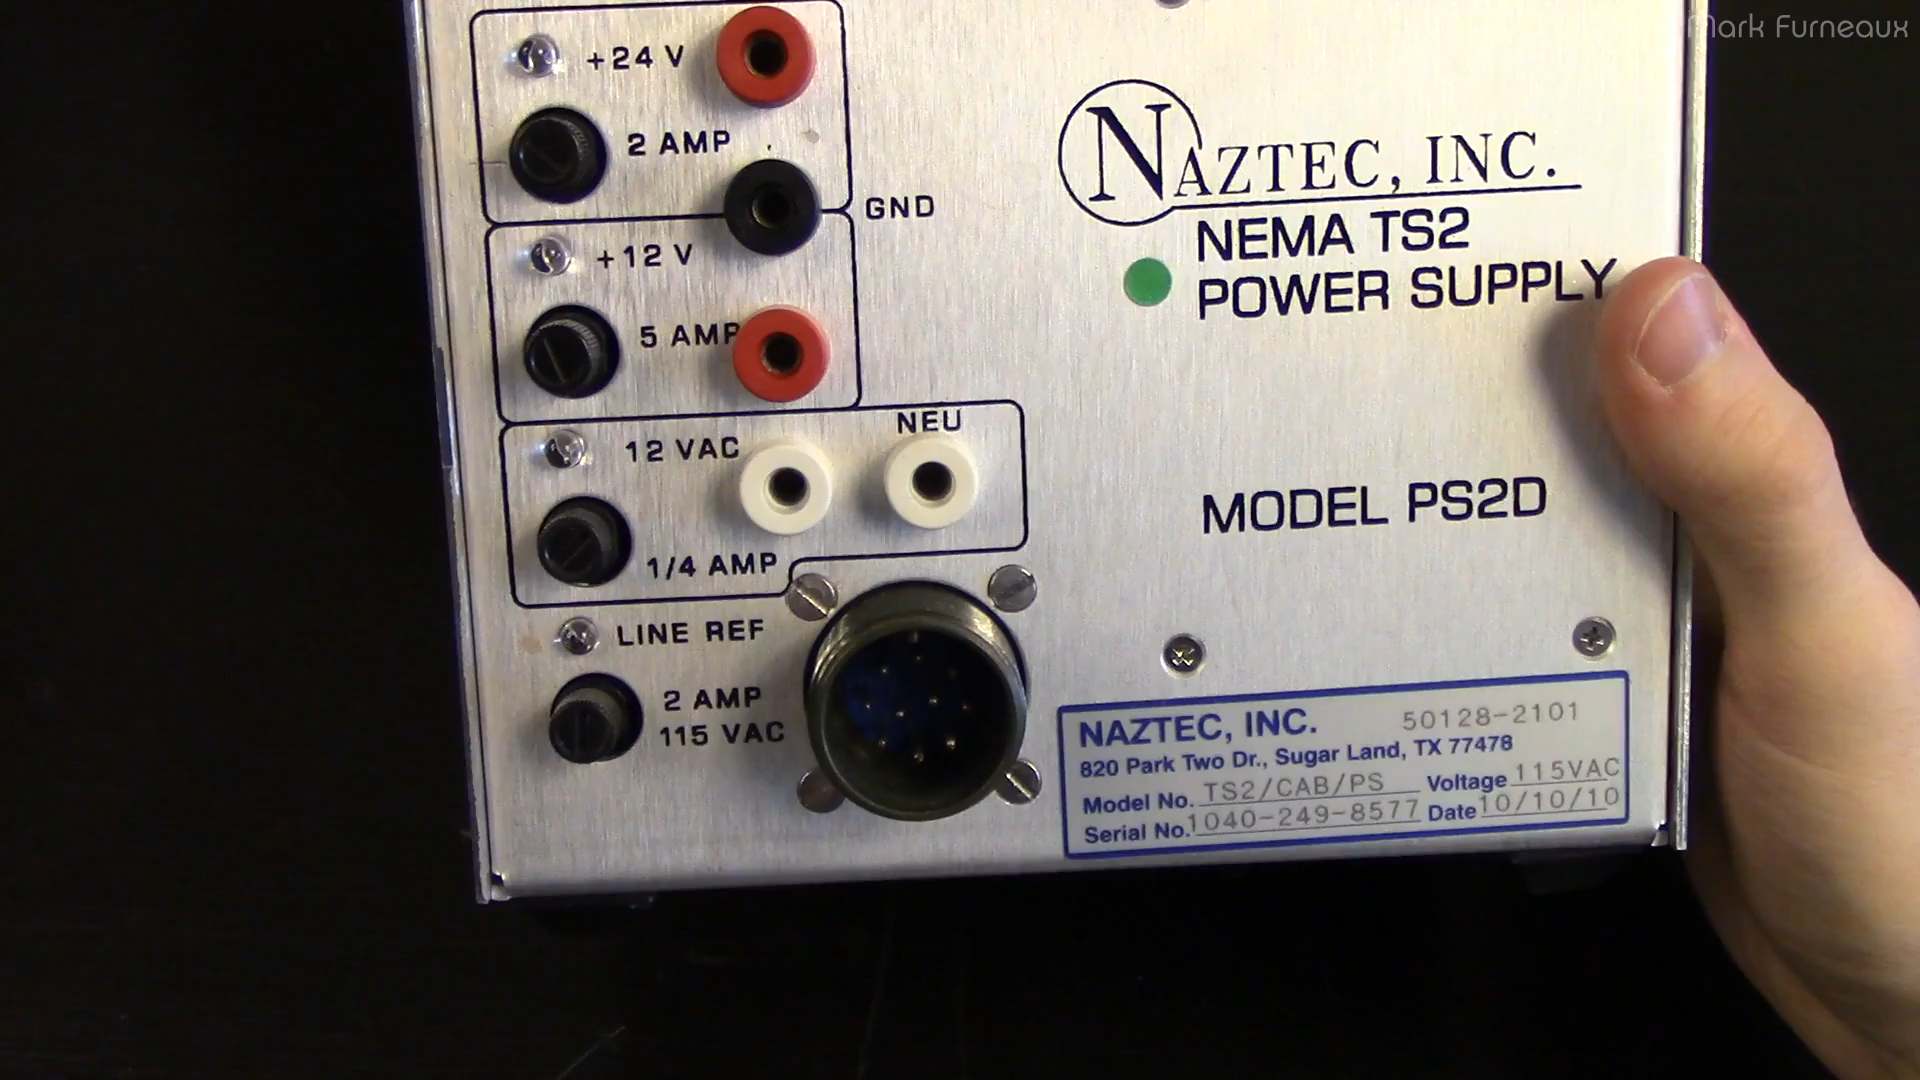 Mark Furneaux
+24 V
2 AMP
GND
+12 V
5 AMP
12 VAC
NEU
1/4 AMP
LINE REF
2 AMP
115 VAC
NAZTEC, INC.
NEMA TS2
POWER SUPPLY
MODEL PS2D
NAZTEC, INC. 50128-2101
820 Park Two Dr., Sugar Land, TX 77478
Model No. TS2/CAB/PS Voltage 115VAC
Serial No. 1040-249-8577 Date 10/10/10